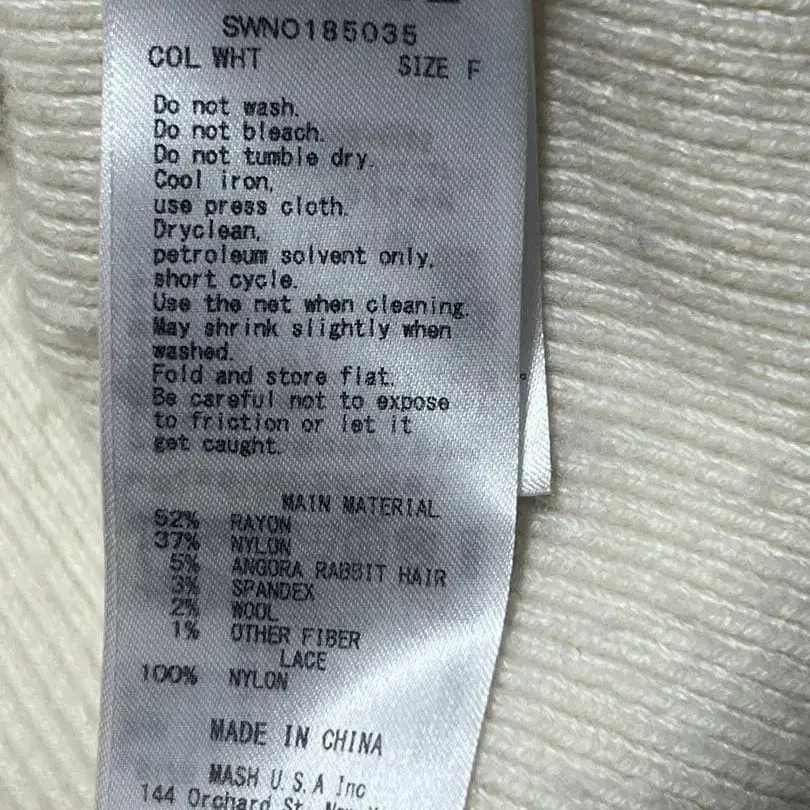 SWNO185035
COL WHT SIZE F
Do not wash.
Do not bleach.
Do not tumble dry.
Cool iron,
use press cloth.
Dryclean,
petroleum solvent only,
short cycle.
Use the net when cleaning.
May shrink slightly when
washed.
Fold and store flat.
Be careful not to expose
to friction or let it
get caught.
MAIN MATERIAL
52% RAYON
37% NYLON
5% ANGORA RABBIT HAIR
3% SPANDEX
2% WOOL
1% OTHER FIBER
LACE
100% NYLON
MADE IN CHINA
MASH U.S.A Inc
144 Orchard St. New